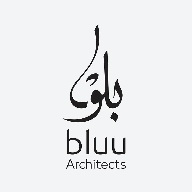 بلو
bluu
Architects